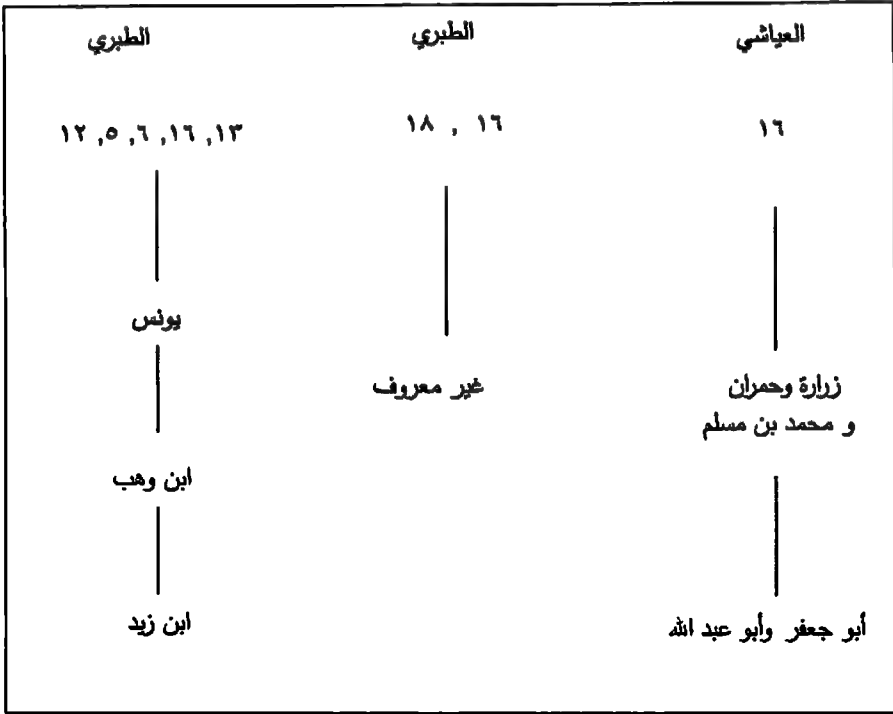 العياشي
١٦
زرارة وحمران
و محمد بن مسلم
أبو جعفر وأبو عبد الله
الطبري
١٦ , ١٨
غير معروف
الطبري
١٣, ١٦, ٦, ٥, ١٢
يونس
ابن وهب
ابن زيد